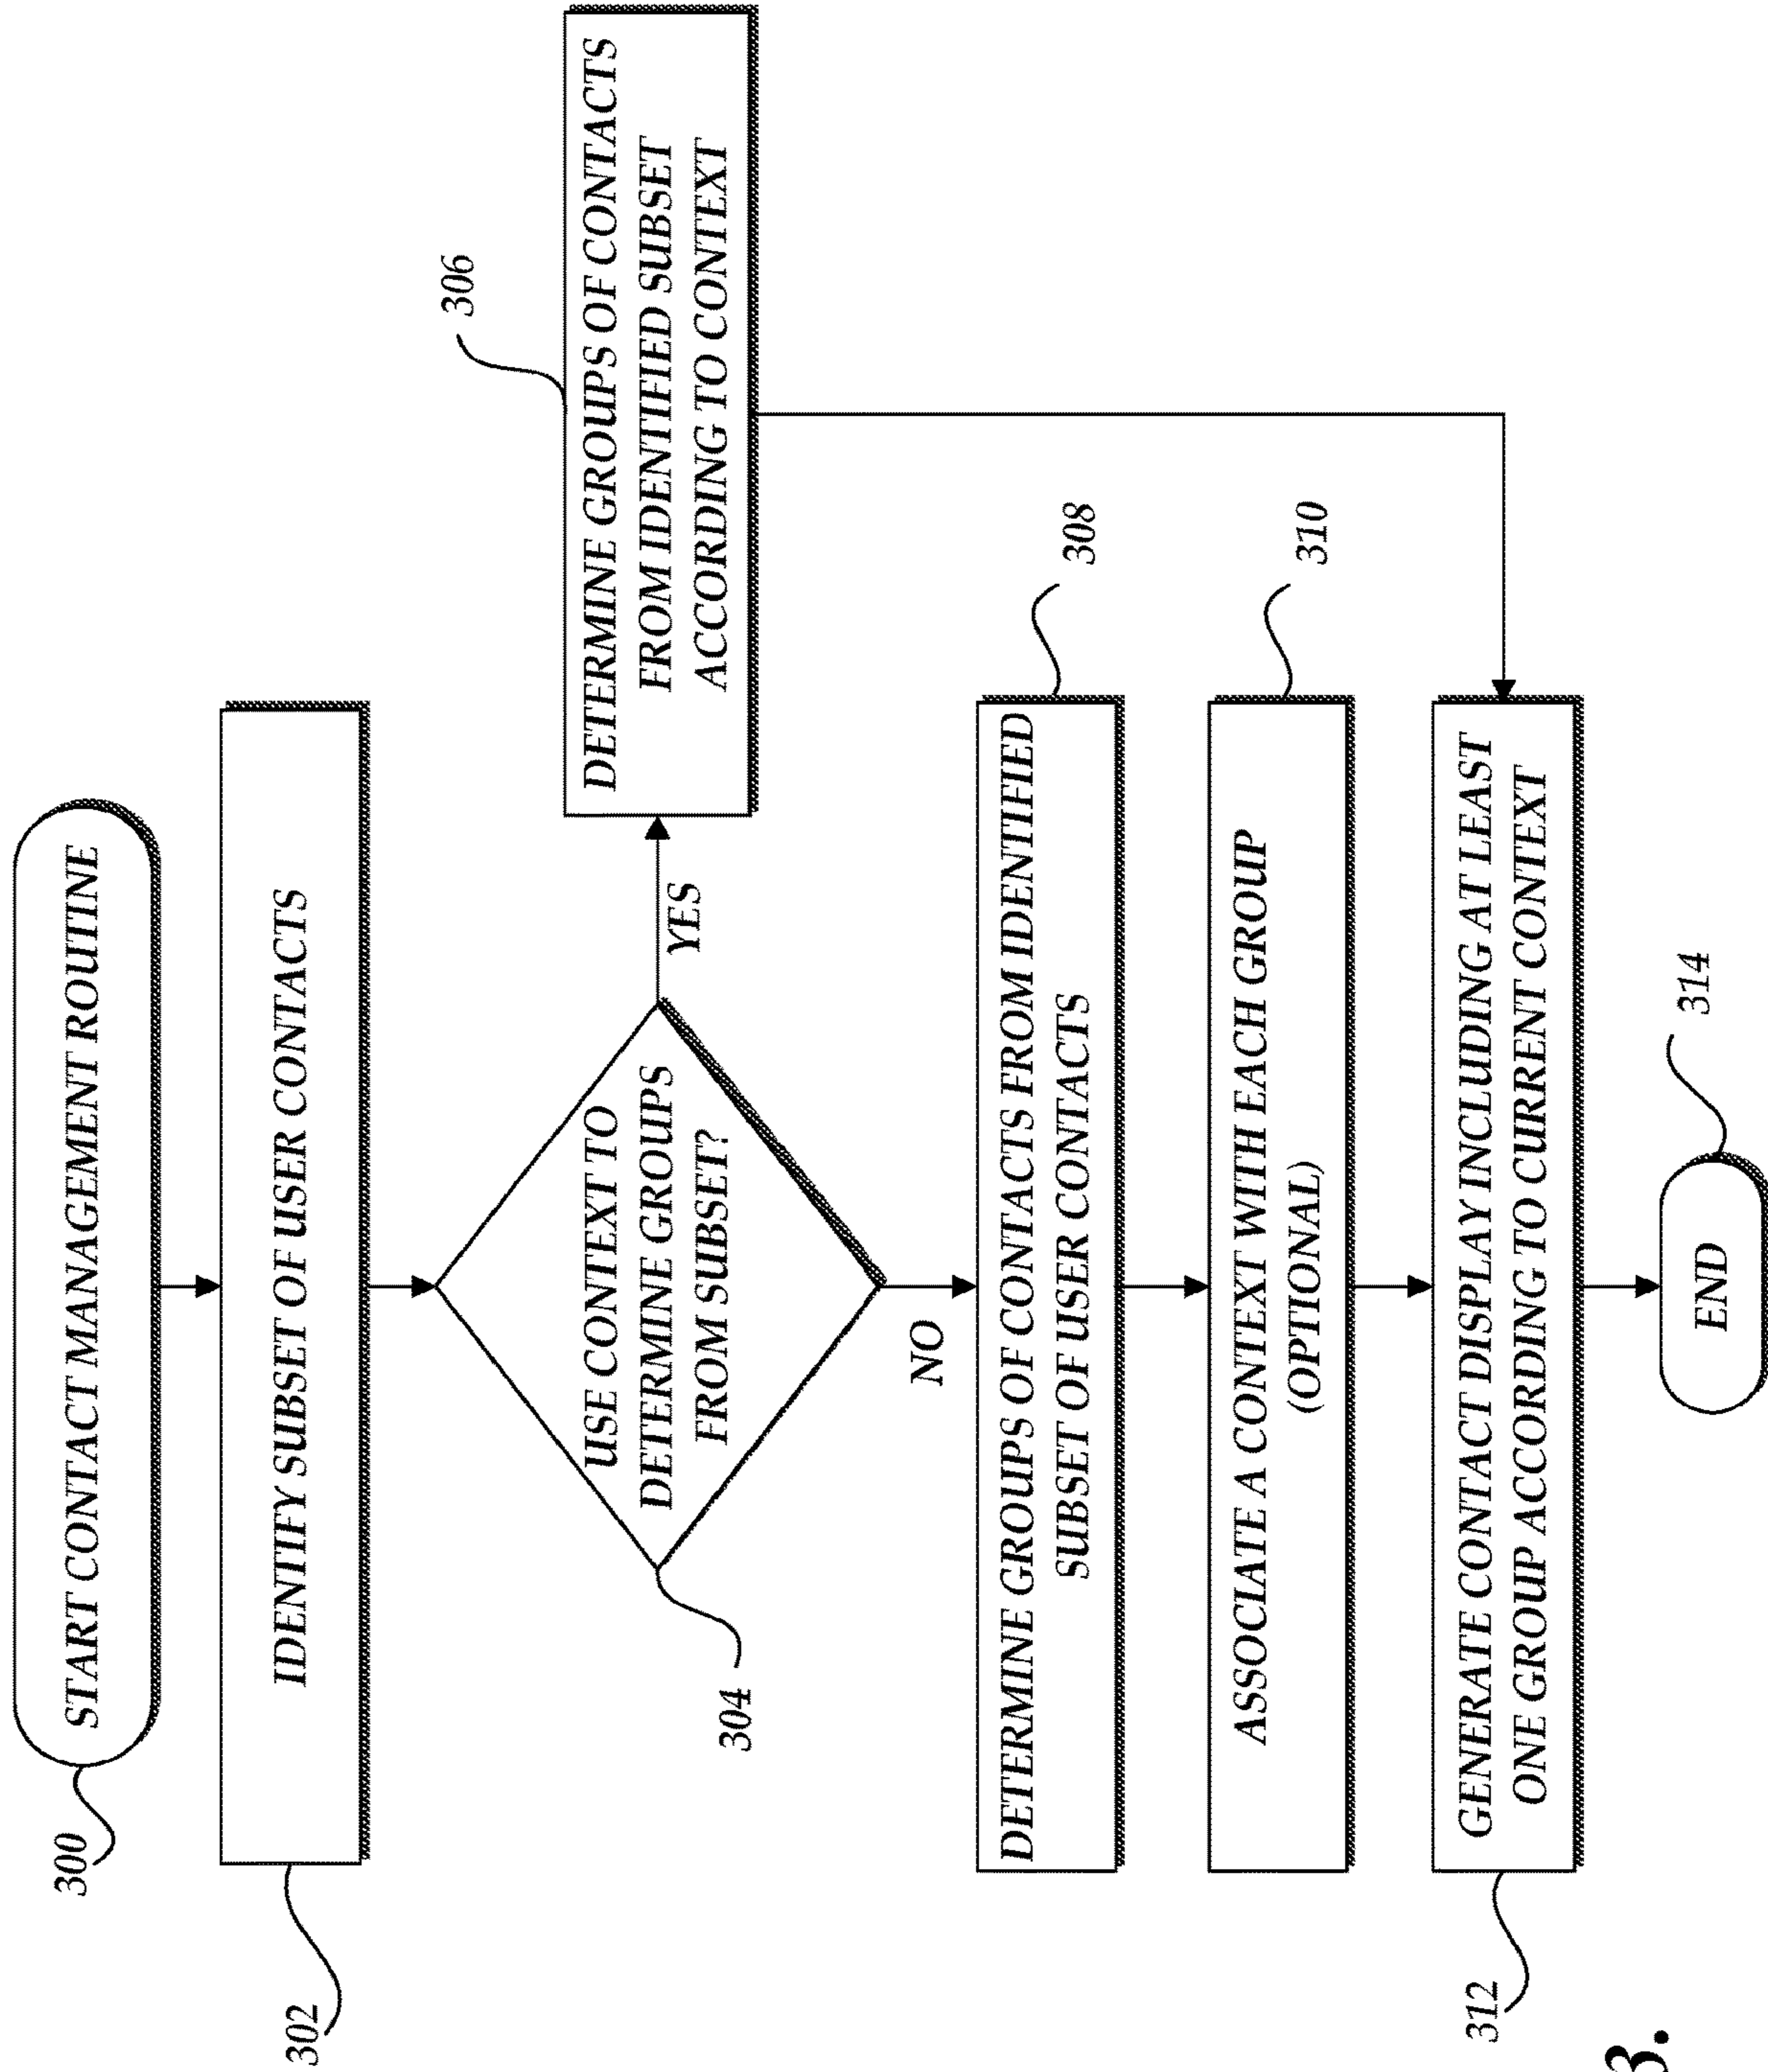 300
START CONTACT MANAGEMENT ROUTINE
302
IDENTIFY SUBSET OF USER CONTACTS
304
USE CONTEXT TO
DETERMINE GROUPS
FROM SUBSET?
YES
306
DETERMINE GROUPS OF CONTACTS
FROM IDENTIFIED SUBSET
ACCORDING TO CONTEXT
NO
308
DETERMINE GROUPS OF CONTACTS FROM IDENTIFIED
SUBSET OF USER CONTACTS
310
ASSOCIATE A CONTEXT WITH EACH GROUP
(OPTIONAL)
312
GENERATE CONTACT DISPLAY INCLUDING AT LEAST
ONE GROUP ACCORDING TO CURRENT CONTEXT
314
END
3.